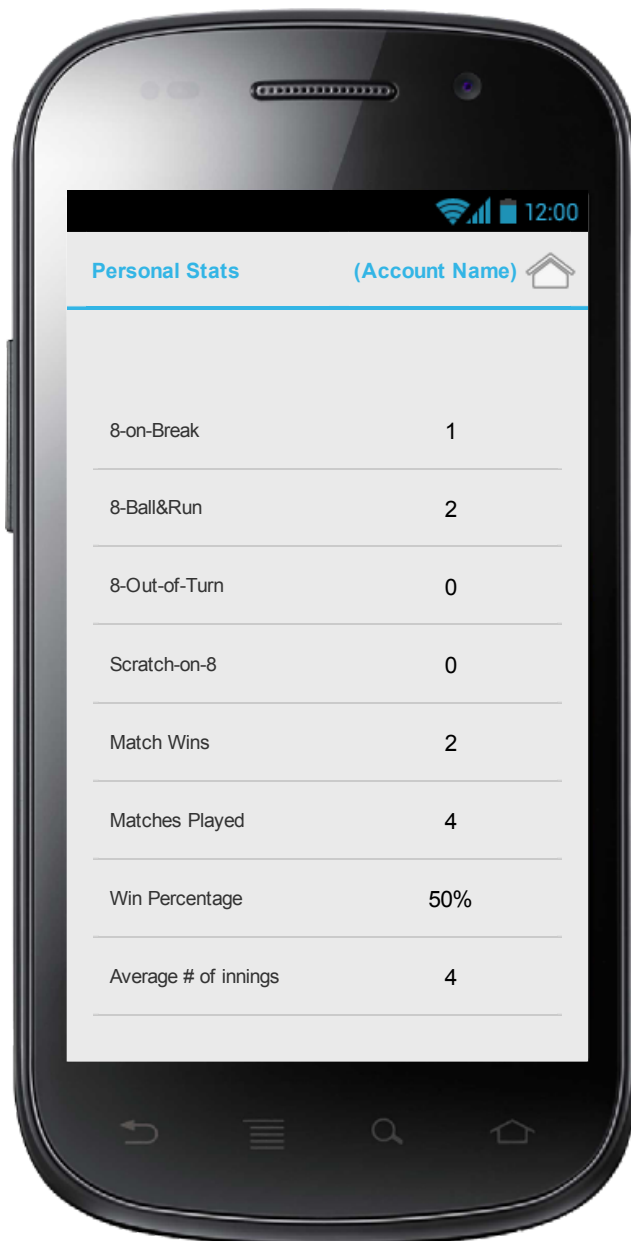 12:00
Personal Stats (Account Name)
8-on-Break 1
8-Ball&Run 2
8-Out-of-Turn 0
Scratch-on-8 0
Match Wins 2
Matches Played 4
Win Percentage 50%
Average # of innings 4